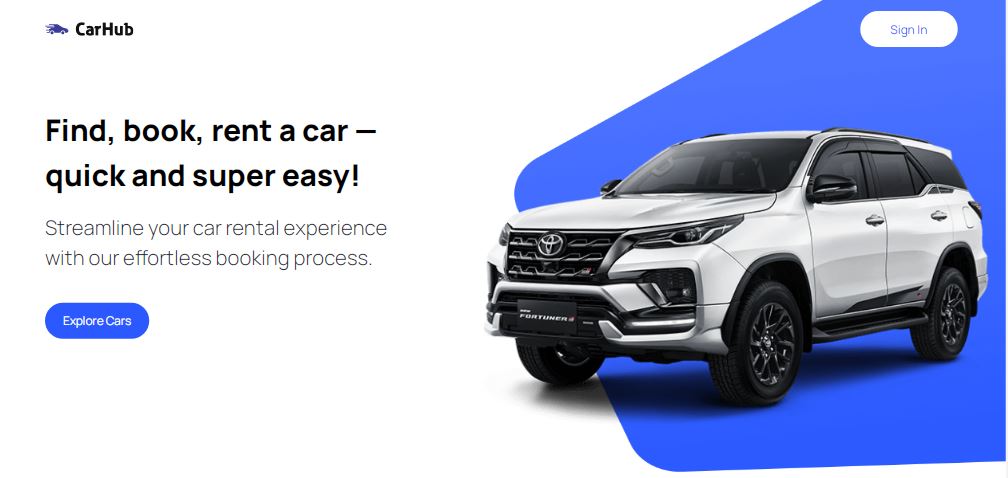 CarHub
Sign In
Find, book, rent a car —
quick and super easy!
Streamline your car rental experience
with our effortless booking process.
Explore Cars
FORTUNER